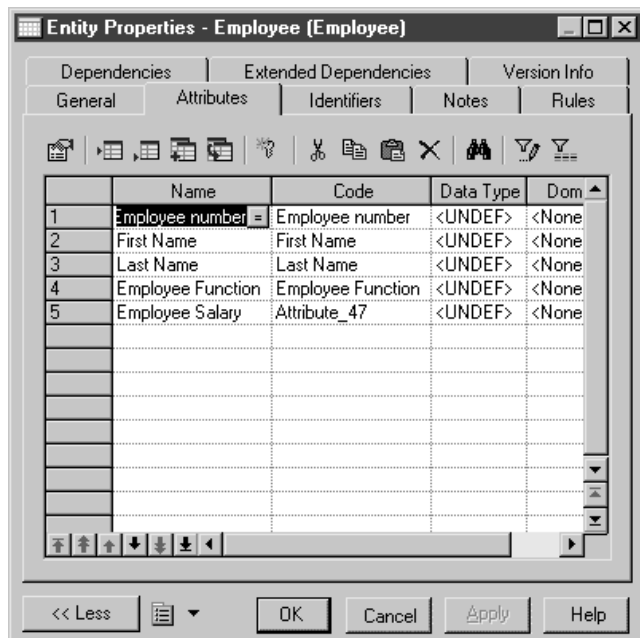 Entity Properties - Employee (Employee)
Dependencies Extended Dependencies Version Info
General Attributes Identifiers Notes Rules
Name Code Data Type Dom
1 Employee number = Employee number <UNDEF> <None
2 First Name First Name <UNDEF> <None
3 Last Name Last Name <UNDEF> <None
4 Employee Function Employee Function <UNDEF> <None
5 Employee Salary Attribute_47 <UNDEF> <None
<< Less OK Cancel Apply Help